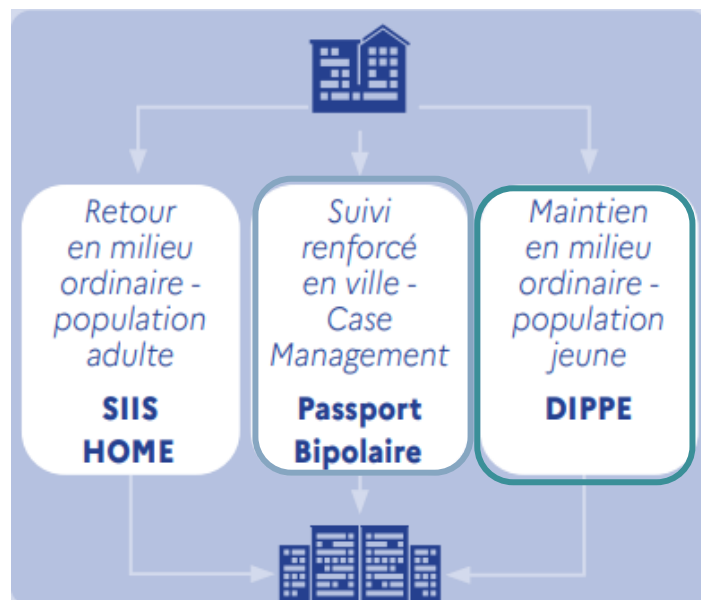 Retour
en milieu
ordinaire -
population
adulte
SIIS
HOME
Suivi
renforcé
en ville -
Case
Management
Passport
Bipolaire
Maintien
en milieu
ordinaire -
population
jeune
DIPPE